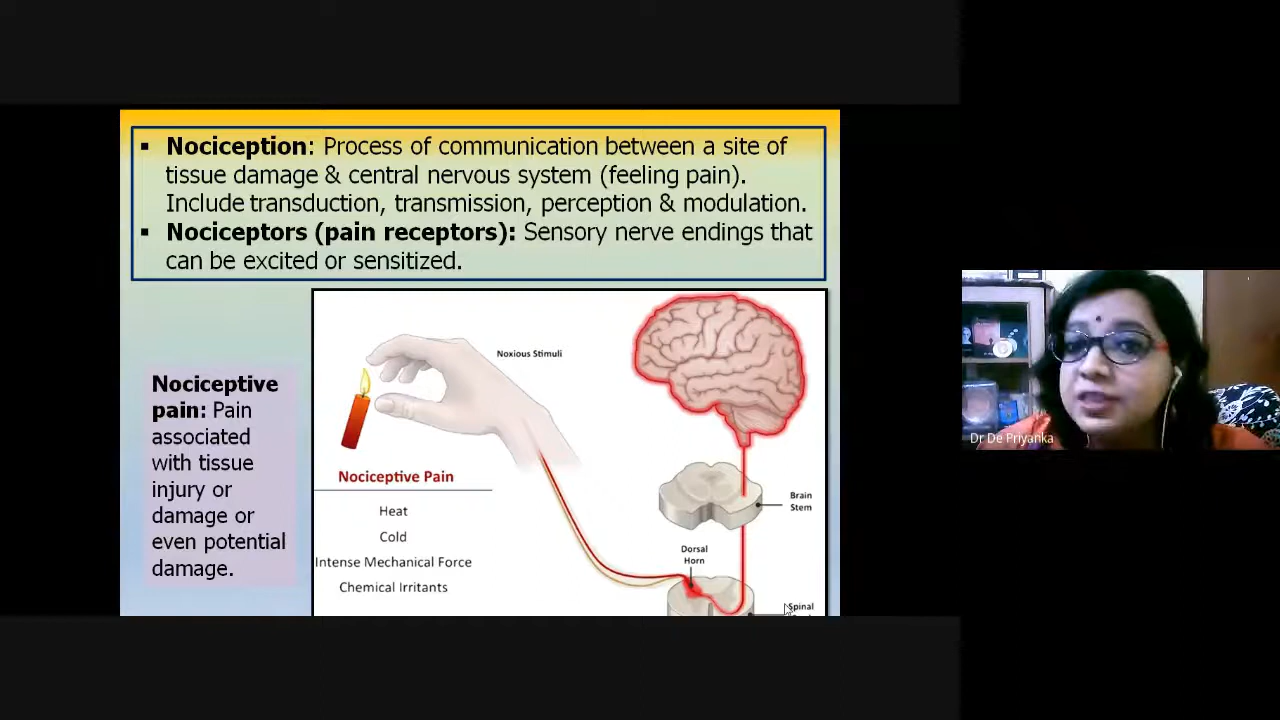 ▪ Nociception: Process of communication between a site of
tissue damage & central nervous system (feeling pain).
Include transduction, transmission, perception & modulation.
▪ Nociceptors (pain receptors): Sensory nerve endings that
can be excited or sensitized.
Nociceptive
pain: Pain
associated
with tissue
injury or
damage or
even potential
damage.
Noxious Stimuli
Nociceptive Pain
Heat
Cold
Intense Mechanical Force
Chemical Irritants
Brain
Stem
Dorsal
Horn
Spinal
Dr De Priyanka